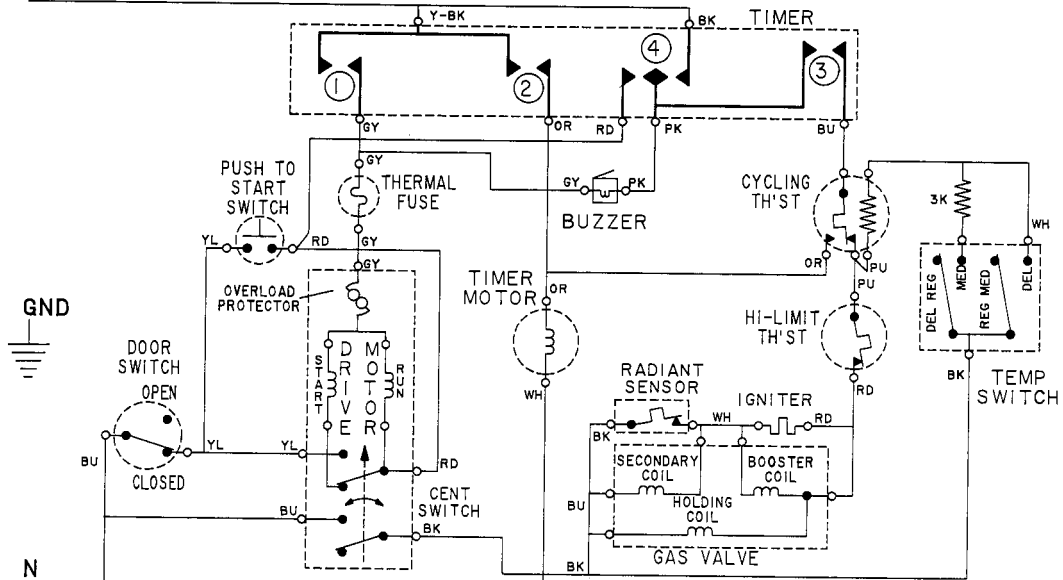 Y-BK
BK
TIMER
1
2
4
3
GY
OR
RD
PK
BU
PUSH TO
START
SWITCH
GY
THERMAL
FUSE
GY
PK
BUZZER
CYCLING
TH'ST
3K
WH
YL
RD
GY
GY
OVERLOAD
PROTECTOR
TIMER
MOTOR
OR
OR
PU
PU
DEL REG
MED
REG MED
DEL
GND
DOOR
SWITCH
OPEN
START
DRIVE
MOTOR
RUN
WH
HI-LIMIT
TH'ST
RADIANT
SENSOR
IGNITER
RD
BK
TEMP
SWITCH
BK
WH
RD
BU
YL
YL
CLOSED
RD
SECONDARY
COIL
BOOSTER
COIL
CENT
SWITCH
BU
BK
BU
HOLDING
COIL
GAS VALVE
N
BK